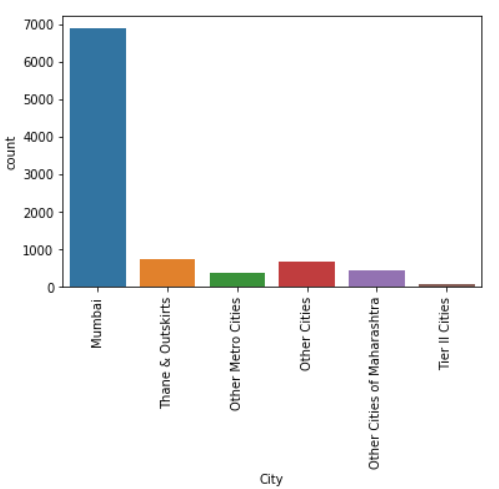 7000
6000
5000
4000
3000
2000
1000
0
count
Mumbai
Thane & Outskirts
Other Metro Cities
Other Cities
Other Cities of Maharashtra
Tier II Cities
City